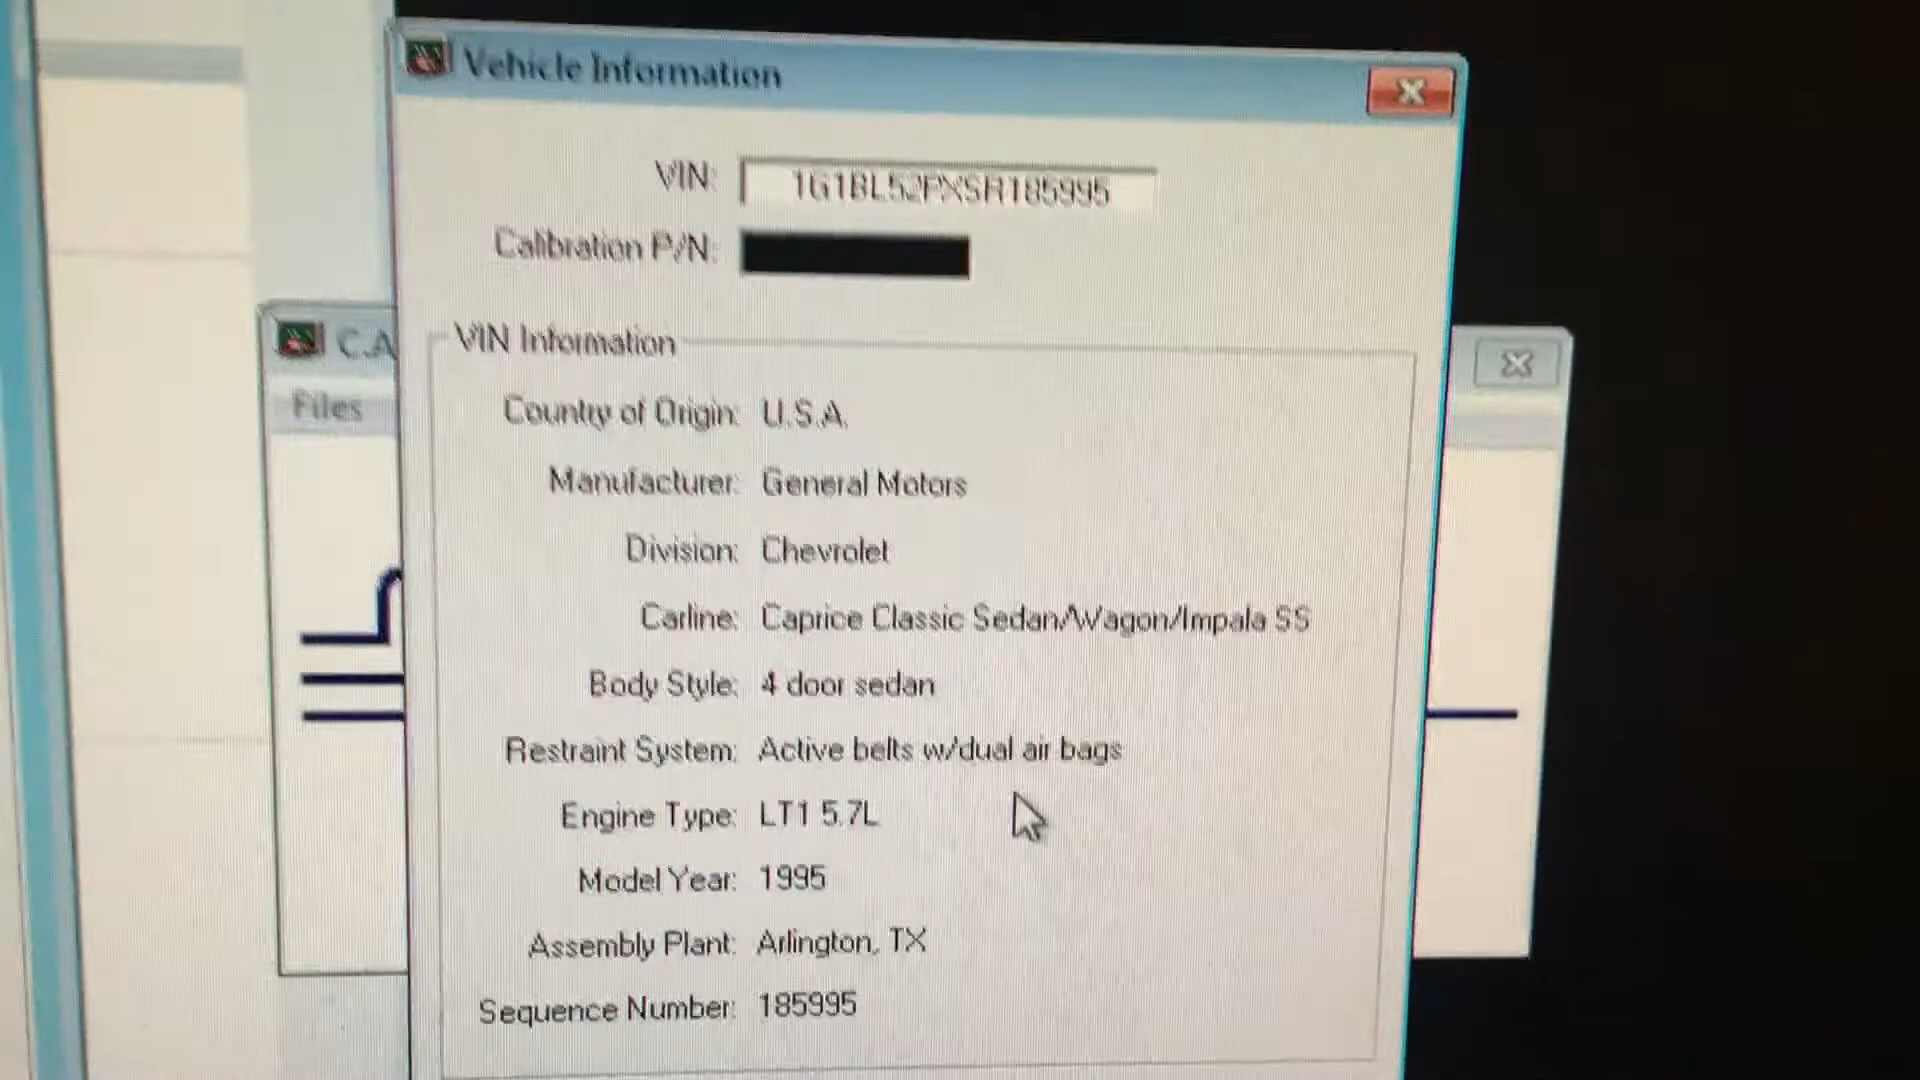 Vehicle Information
VIN: 1G1BL52PXSR185995
Calibration P/N:
C.A
Files
VIN Information
Country of Origin: U.S.A.
Manufacturer: General Motors
Division: Chevrolet
Carline: Caprice Classic Sedan/Wagon/Impala SS
Body Style: 4 door sedan
Restraint System: Active belts w/dual air bags
Engine Type: LT1 5.7L
Model Year: 1995
Assembly Plant: Arlington, TX
Sequence Number: 185995